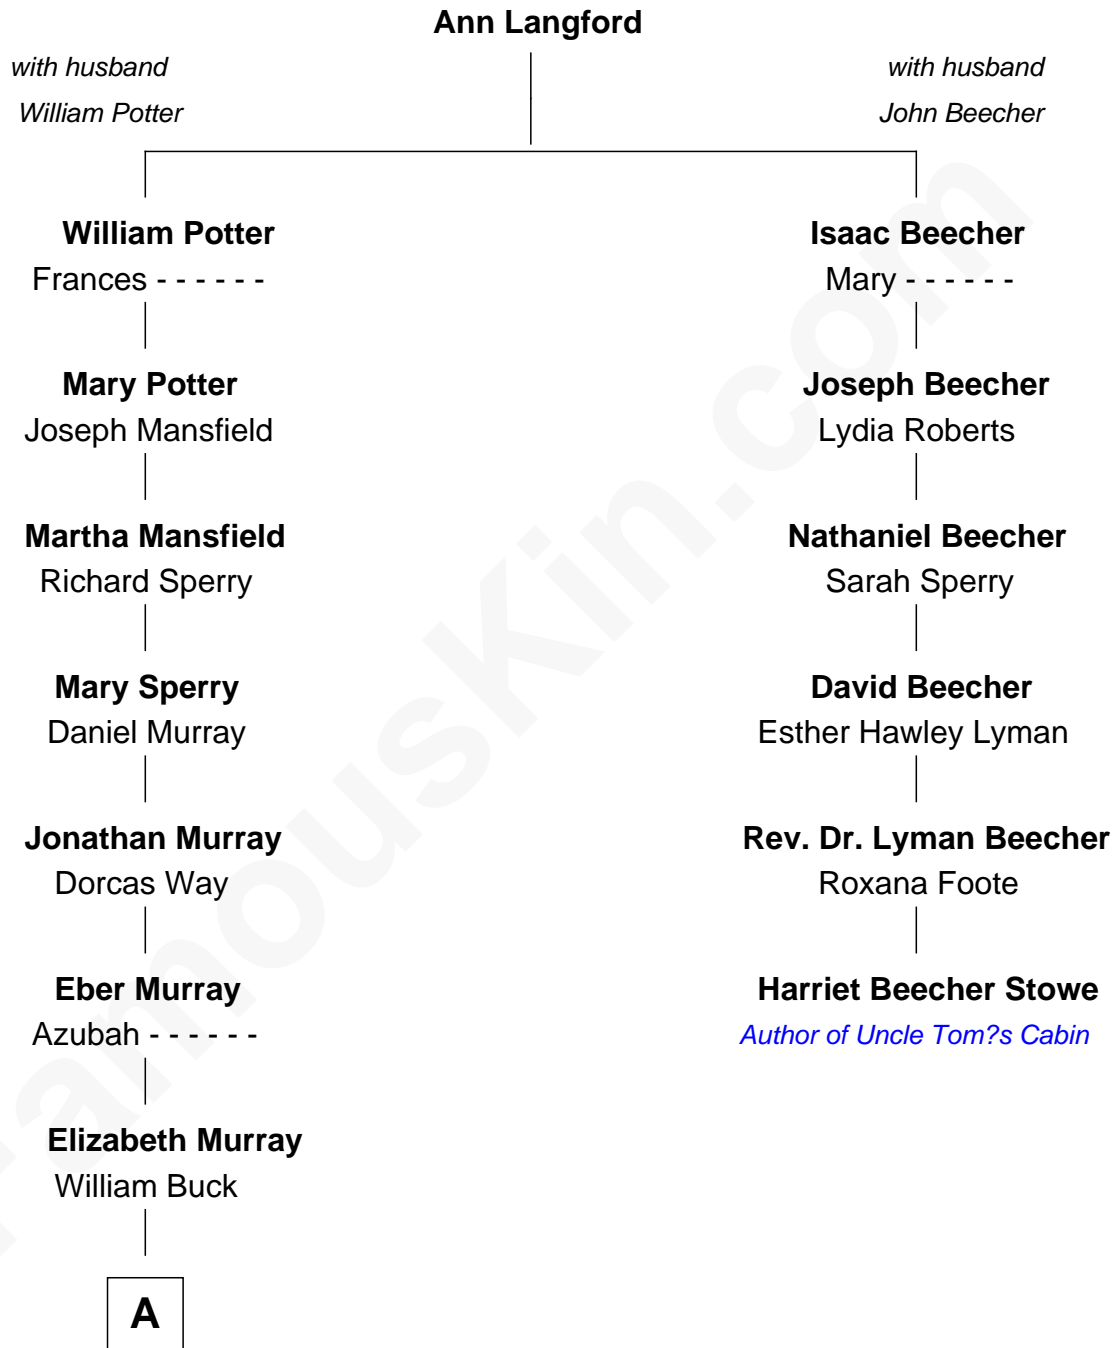 Ann Langford
with husband
William Potter
with husband
John Beecher
William Potter
Frances - - - - - -
Isaac Beecher
Mary - - - - - -
Mary Potter
Joseph Mansfield
Joseph Beecher
Lydia Roberts
Martha Mansfield
Richard Sperry
Nathaniel Beecher
Sarah Sperry
Mary Sperry
Daniel Murray
David Beecher
Esther Hawley Lyman
Jonathan Murray
Dorcas Way
Rev. Dr. Lyman Beecher
Roxana Foote
Eber Murray
Azubah - - - - - -
Harriet Beecher Stowe
Author of Uncle Tom?s Cabin
Elizabeth Murray
William Buck
A
FamousKin.com